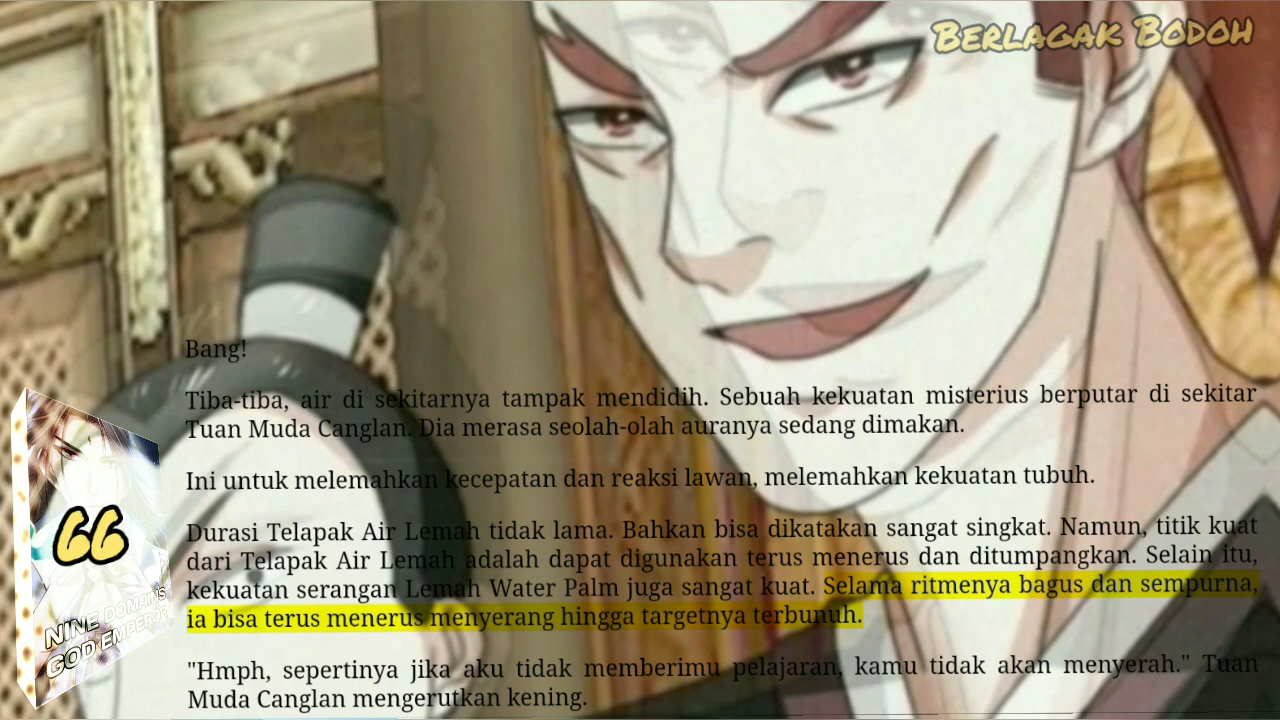 BERLAGAK BODOH
Bang!
Tiba-tiba, air di sekitarnya tampak mendidih. Sebuah kekuatan misterius berputar di sekitar
Tuan Muda Canglan. Dia merasa seolah-olah auranya sedang dimakan.
Ini untuk melemahkan kecepatan dan reaksi lawan, melemahkan kekuatan tubuh.
Durasi Telapak Air Lemah tidak lama. Bahkan bisa dikatakan sangat singkat. Namun, titik kuat
dari Telapak Air Lemah adalah dapat digunakan terus menerus dan ditumpangkan. Selain itu,
kekuatan serangan Lemah Water Palm juga sangat kuat. Selama ritmenya bagus dan sempurna,
ia bisa terus menerus menyerang hingga targetnya terbunuh.
"Hmph, sepertinya jika aku tidak memberimu pelajaran, kamu tidak akan menyerah." Tuan
Muda Canglan mengerutkan kening.
66
NINE DOMAINS
GOD EMPEROR